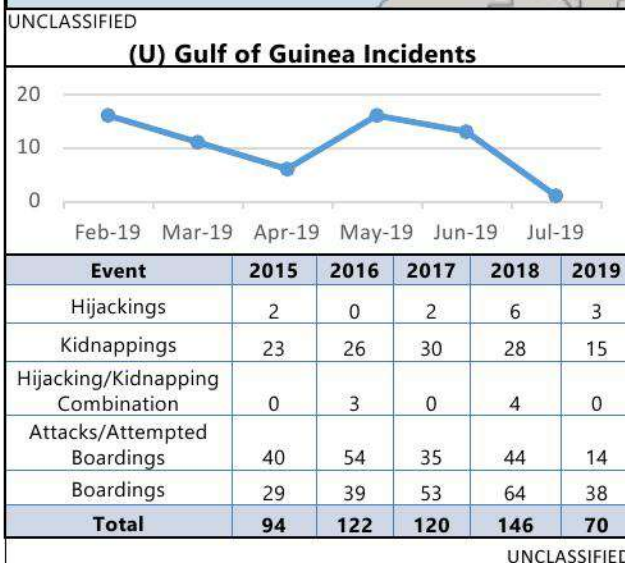 UNCLASSIFIED
(U) Gulf of Guinea Incidents
20
10
0
Feb-19 Mar-19 Apr-19 May-19 Jun-19 Jul-19
Event 2015 2016 2017 2018 2019
Hijackings 2 0 2 6 3
Kidnappings 23 26 30 28 15
Hijacking/Kidnapping
Combination 0 3 0 4 0
Attacks/Attempted
Boardings 40 54 35 44 14
Boardings 29 39 53 64 38
Total 94 122 120 146 70
UNCLASSIFIED